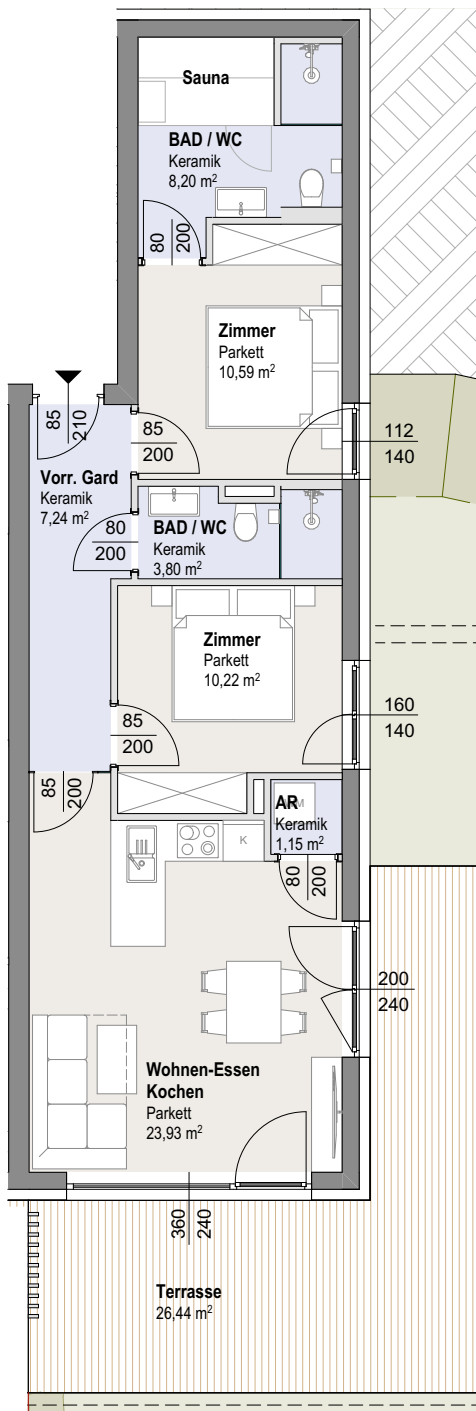 Sauna
BAD / WC
Keramik
8,20 m²
80
200
Zimmer
Parkett
10,59 m²
85
210
85
200
112
140
Vorr. Gard
Keramik
7,24 m²
80
200
BAD / WC
Keramik
3,80 m²
Zimmer
Parkett
10,22 m²
85
200
160
140
85
200
AR
Keramik
1,15 m²
K
80
200
200
240
Wohnen-Essen
Kochen
Parkett
23,93 m²
360
240
Terrasse
26,44 m²